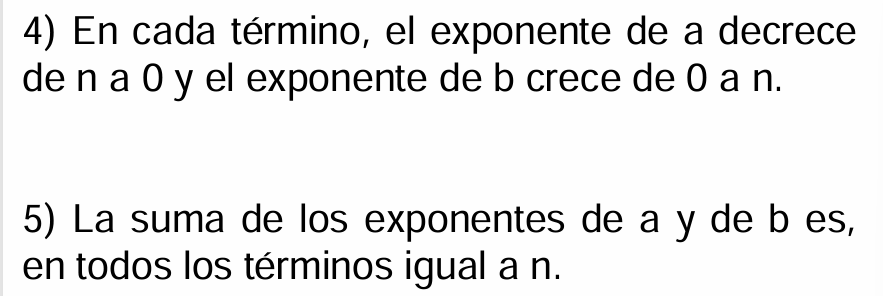 4) En cada término, el exponente de a decrece
de n a 0 y el exponente de b crece de 0 a n.
5) La suma de los exponentes de a y de b es,
en todos los términos igual a n.